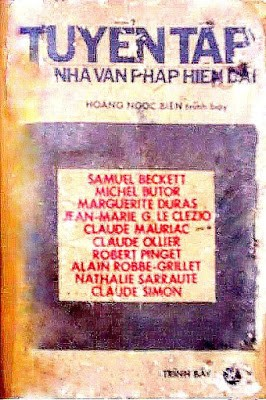 TUYỂN TẬP
NHÀ VĂN PHÁP HIỆN ĐẠI
HOÀNG NGỌC BIÊN trình bày
SAMUEL BECKETT
MICHEL BUTOR
MARGUERITE DURAS
JEAN-MARIE G. LE CLEZIO
CLAUDE MAURIAC
CLAUDE OLLIER
ROBERT PINGET
ALAIN ROBBE-GRILLET
NATHALIE SARRAUTE
CLAUDE SIMON
TRÌNH BẦY